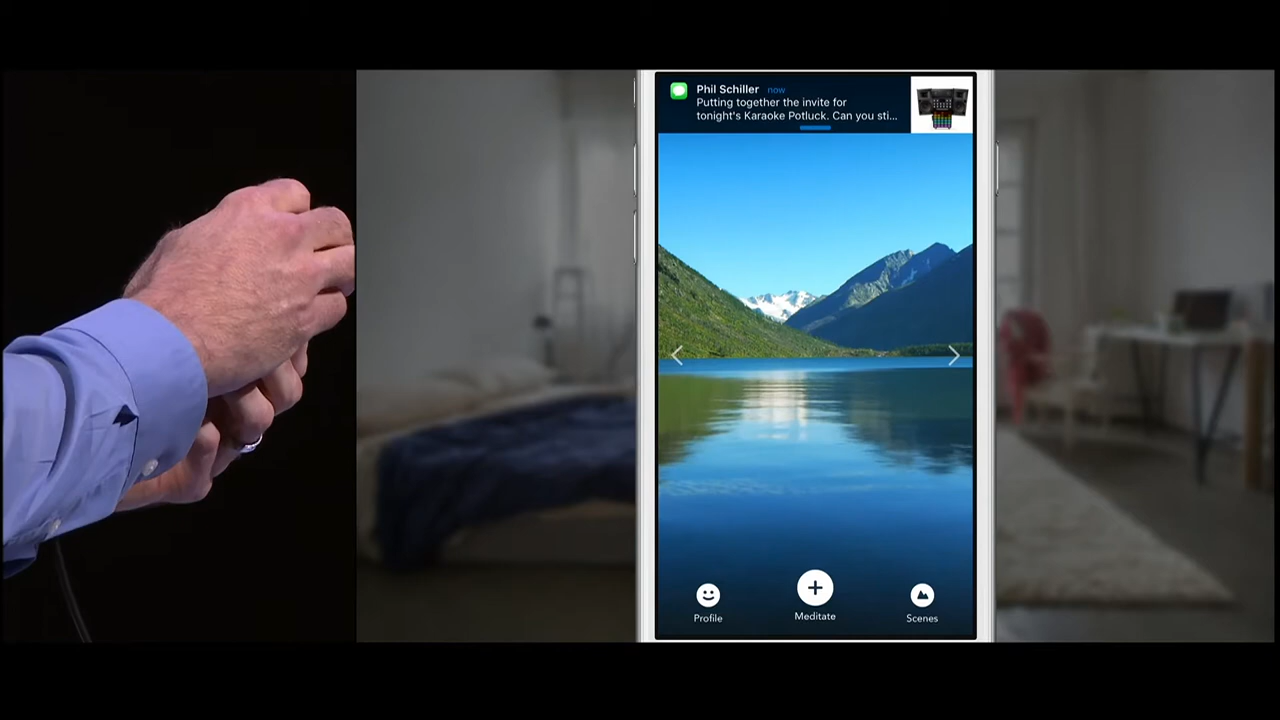 Phil Schiller now
Putting together the invite for
tonight's Karaoke Potluck. Can you sti...
Profile
Meditate
Scenes